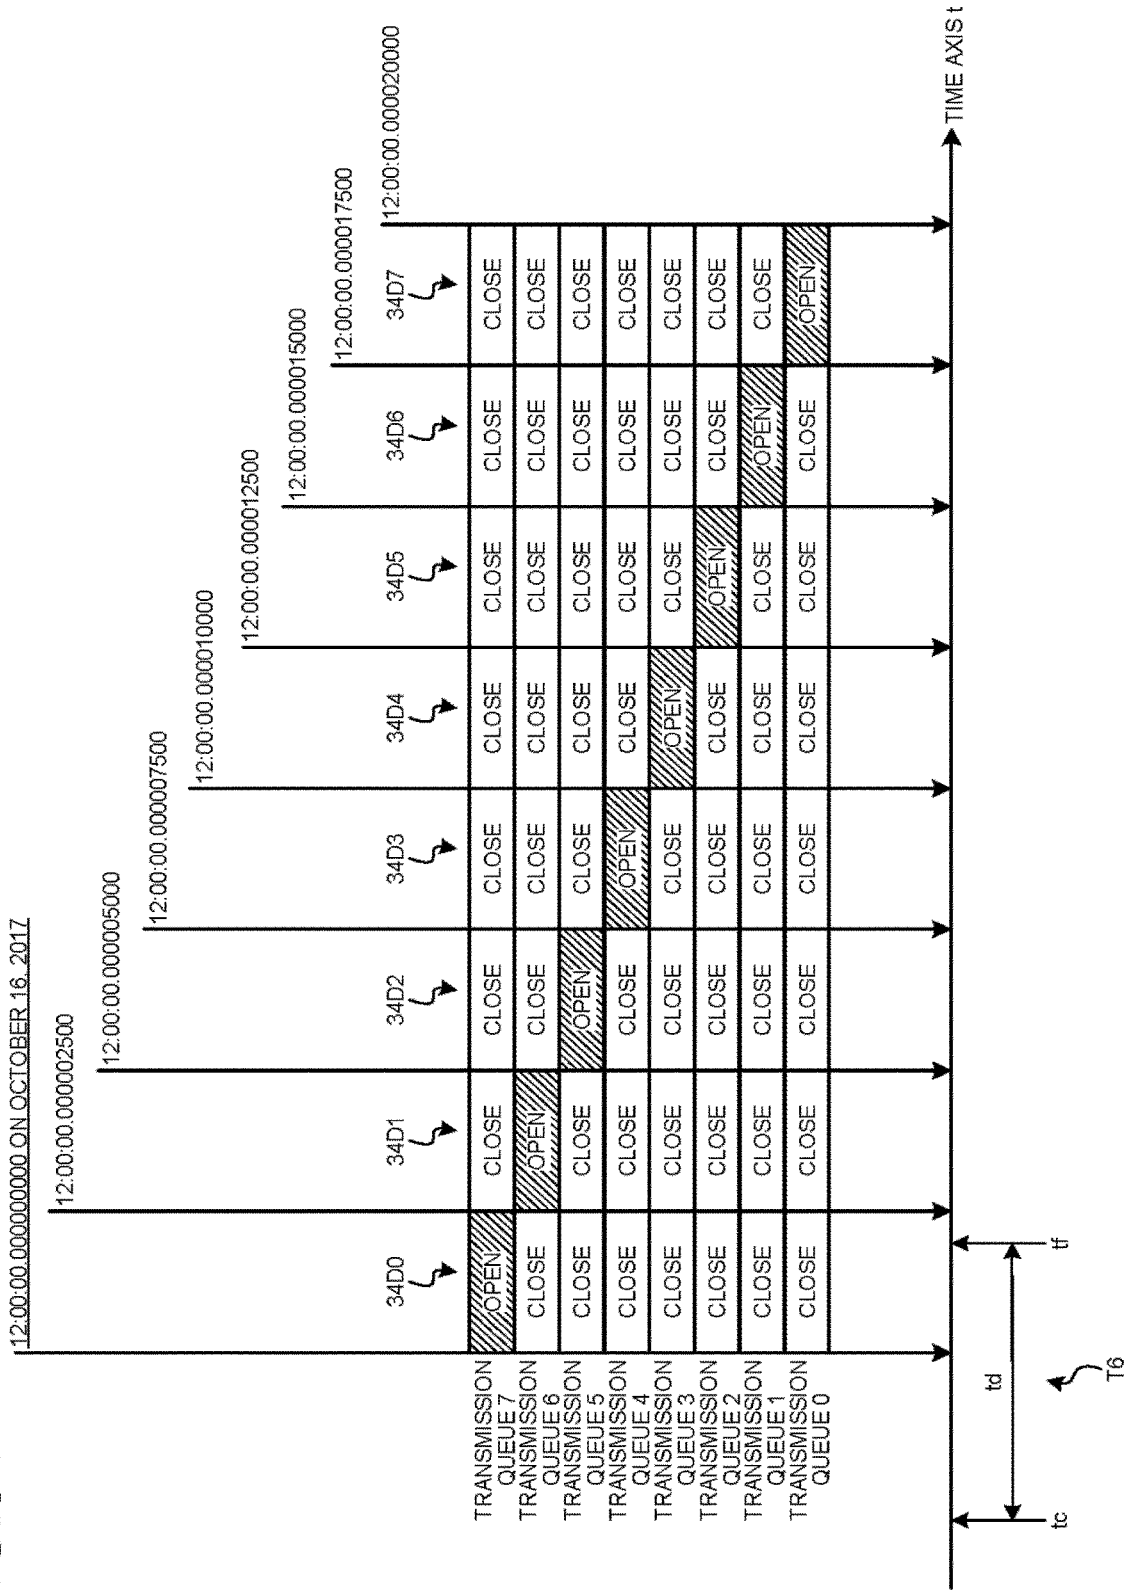 12:00:00.000000000 ON OCTOBER 16, 2017
12:00:00.000002500
12:00:00.000005000
12:00:00.000007500
12:00:00.000010000
12:00:00.000012500
12:00:00.000015000
12:00:00.000017500
12:00:00.000020000
34D0 34D1 34D2 34D3 34D4 34D5 34D6 34D7
TRANSMISSION
QUEUE 7
OPEN CLOSE CLOSE CLOSE CLOSE CLOSE CLOSE CLOSE
TRANSMISSION
QUEUE 6
CLOSE OPEN CLOSE CLOSE CLOSE CLOSE CLOSE CLOSE
TRANSMISSION
QUEUE 5
CLOSE CLOSE OPEN CLOSE CLOSE CLOSE CLOSE CLOSE
TRANSMISSION
QUEUE 4
CLOSE CLOSE CLOSE OPEN CLOSE CLOSE CLOSE CLOSE
TRANSMISSION
QUEUE 3
CLOSE CLOSE CLOSE CLOSE OPEN CLOSE CLOSE CLOSE
TRANSMISSION
QUEUE 2
CLOSE CLOSE CLOSE CLOSE CLOSE OPEN CLOSE CLOSE
TRANSMISSION
QUEUE 1
CLOSE CLOSE CLOSE CLOSE CLOSE CLOSE OPEN CLOSE
TRANSMISSION
QUEUE 0
CLOSE CLOSE CLOSE CLOSE CLOSE CLOSE CLOSE OPEN
TIME AXIS t
td
tc tf
T6